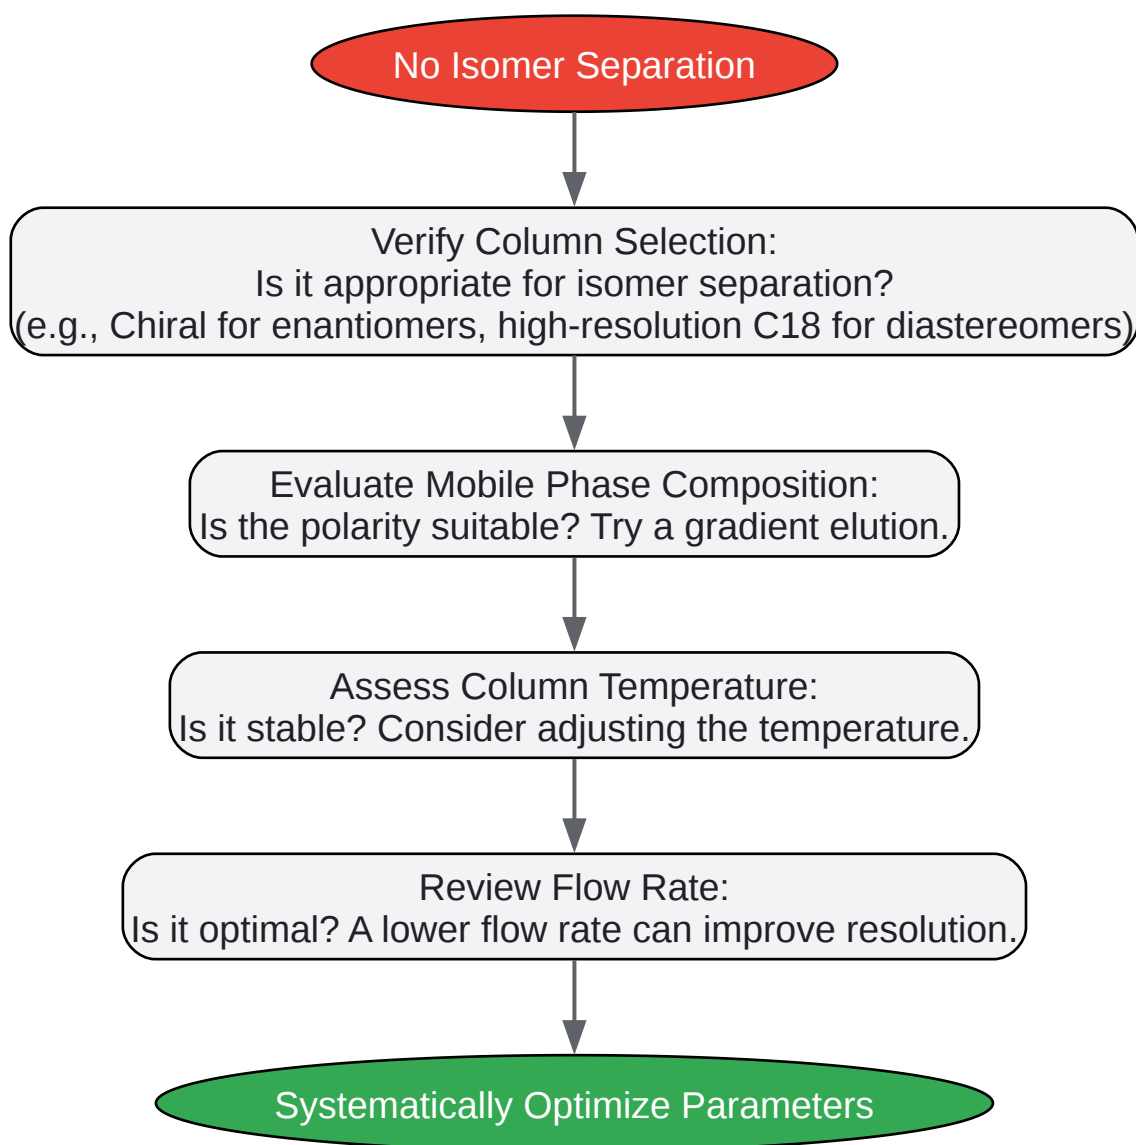 No Isomer Separation
Verify Column Selection:
Is it appropriate for isomer separation?
(e.g., Chiral for enantiomers, high-resolution C18 for diastereomers)
Evaluate Mobile Phase Composition:
Is the polarity suitable? Try a gradient elution.
Assess Column Temperature:
Is it stable? Consider adjusting the temperature.
Review Flow Rate:
Is it optimal? A lower flow rate can improve resolution.
Systematically Optimize Parameters